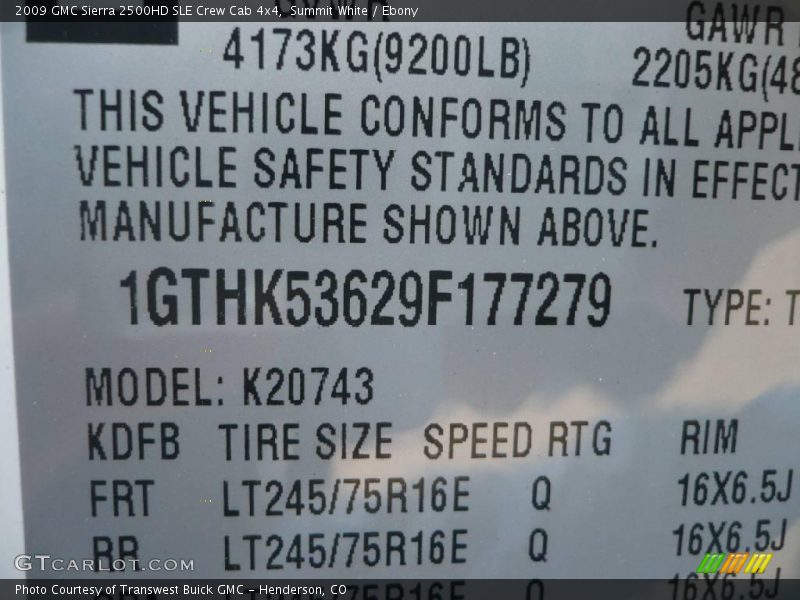 2009 GMC Sierra 2500HD SLE Crew Cab 4x4, Summit White / Ebony
GVWR
GAWR
4173KG(9200LB)
2205KG(48
THIS VEHICLE CONFORMS TO ALL APPL
VEHICLE SAFETY STANDARDS IN EFFECT
MANUFACTURE SHOWN ABOVE.
1GTHK53629F177279
TYPE: T
MODEL: K20743
KDFB TIRE SIZE SPEED RTG RIM
FRT LT245/75R16E Q 16X6.5J
RR LT245/75R16E Q 16X6.5J
GTCARLOT.COM
Photo Courtesy of Transwest Buick GMC - Henderson, CO